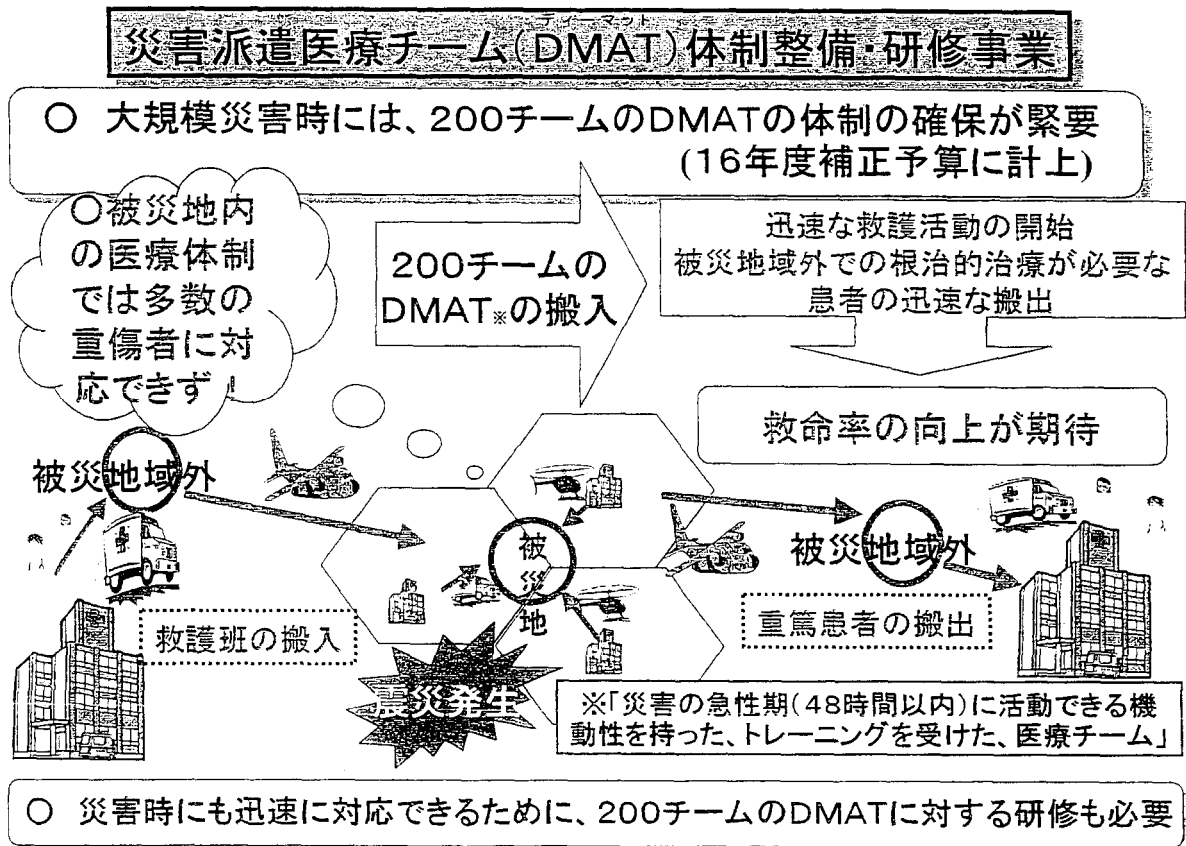 ディーマット
災害派遣医療チーム(DMAT)体制整備・研修事業
○ 大規模災害時には、200チームのDMATの体制の確保が緊要
(16年度補正予算に計上)
○被災地内
の医療体制
では多数の
重傷者に対
応できず！
200チームの
DMAT※の搬入
迅速な救護活動の開始
被災地域外での根治的治療が必要な
患者の迅速な搬出
救命率の向上が期待
被災地域外
救護班の搬入
被
災
地
震災発生
被災地域外
重篤患者の搬出
※「災害の急性期(48時間以内)に活動できる機
動性を持った、トレーニングを受けた、医療チーム」
○ 災害時にも迅速に対応できるために、200チームのDMATに対する研修も必要